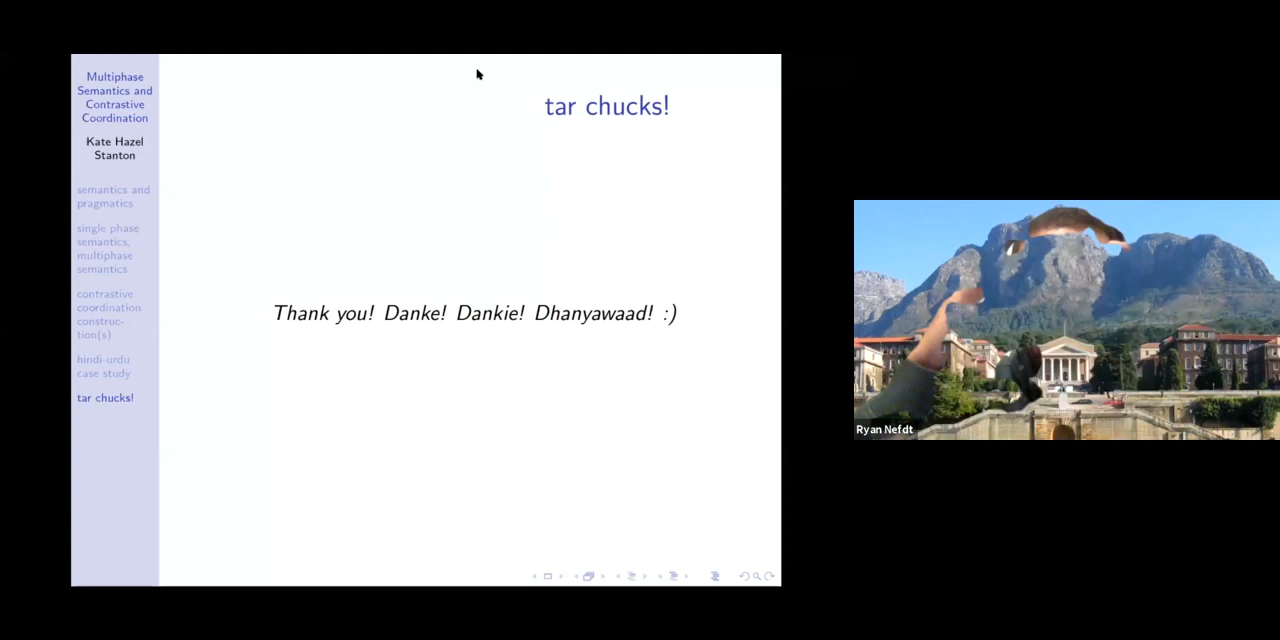 Multiphase
Semantics and
Contrastive
Coordination
Kate Hazel
Stanton
semantics and
pragmatics
single phase
semantics,
multiphase
semantics
contrastive
coordination
construc-
tion(s)
hindi-urdu
case study
tar chucks!
tar chucks!
Thank you! Danke! Dankie! Dhanyawaad! :)
Ryan Nefdt